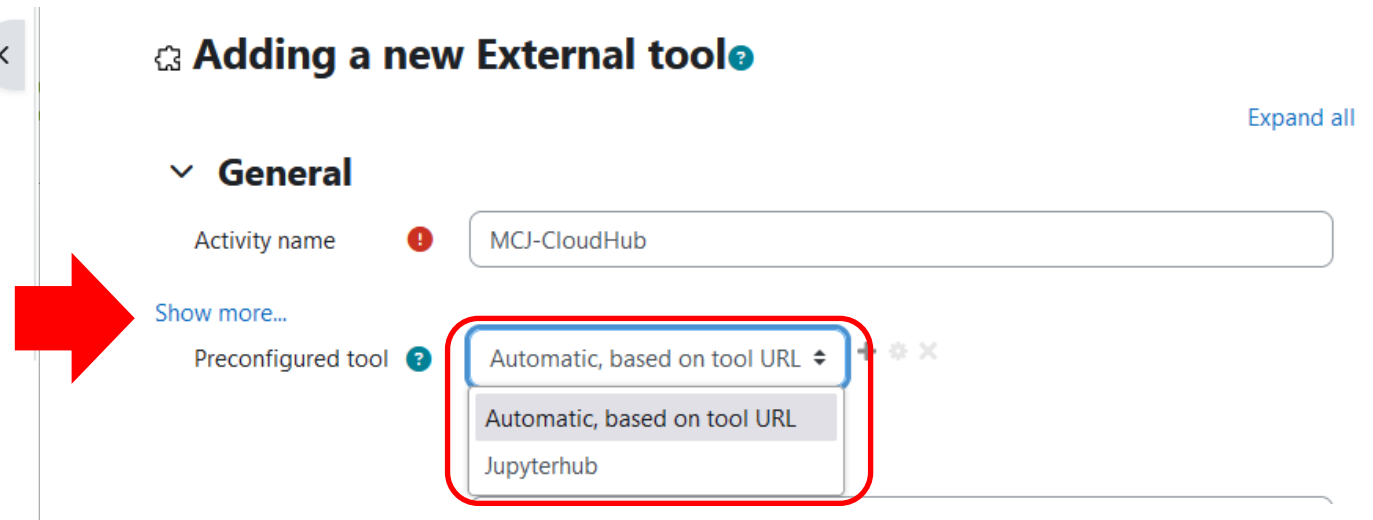 Adding a new External tool
Expand all
General
Activity name
MCJ-CloudHub
Show more...
Preconfigured tool
Automatic, based on tool URL
Automatic, based on tool URL
Jupyterhub